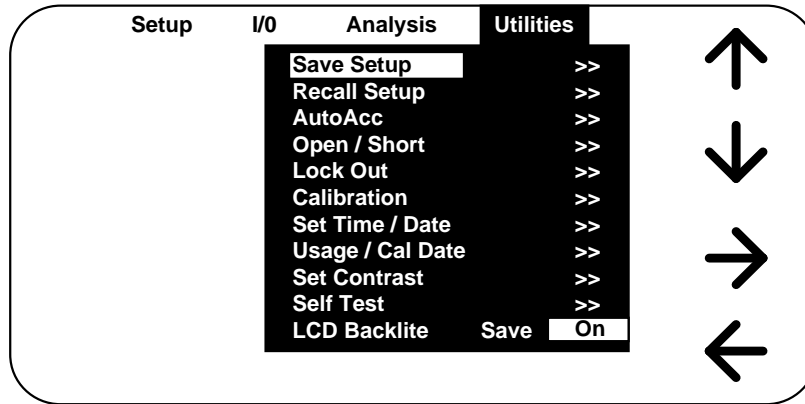 Setup I/0 Analysis Utilities
Save Setup >>
Recall Setup >>
AutoAcc >>
Open / Short >>
Lock Out >>
Calibration >>
Set Time / Date >>
Usage / Cal Date >>
Set Contrast >>
Self Test >>
LCD Backlite Save On